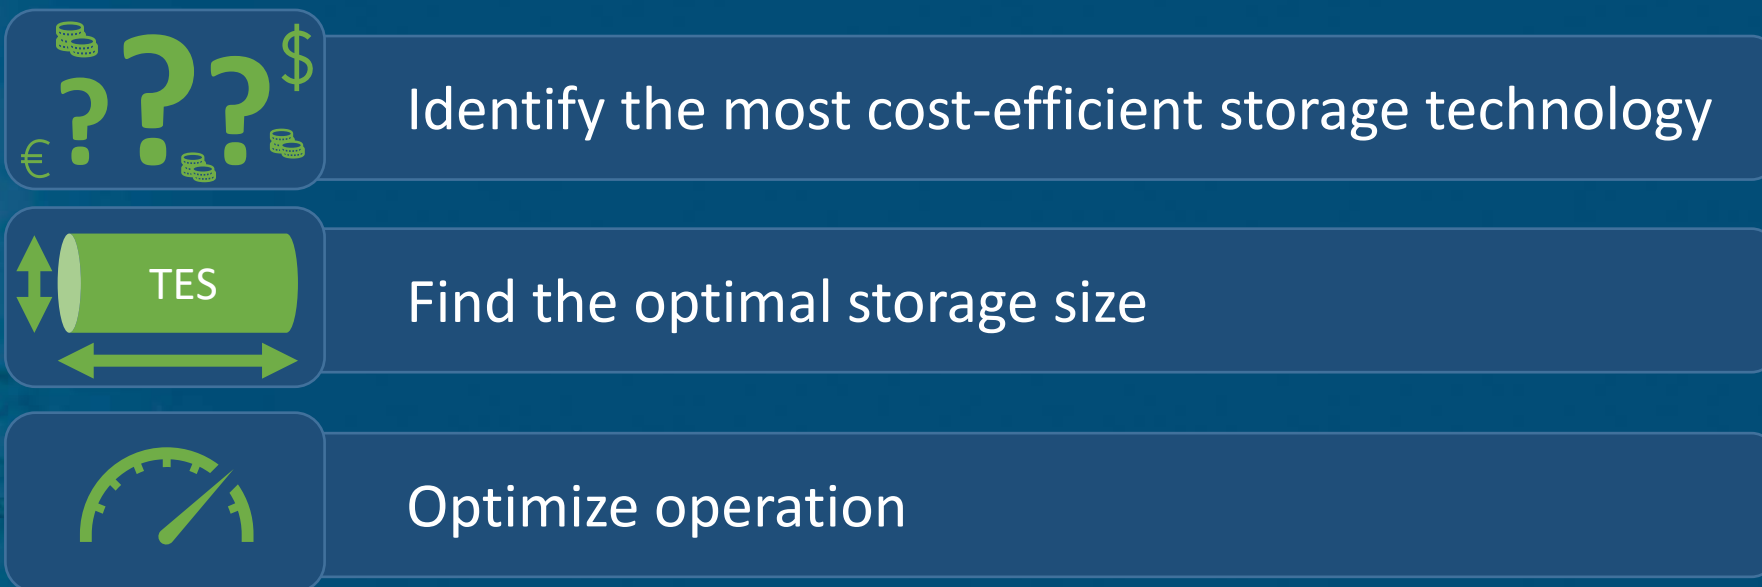 ? ? ? $
€
Identify the most cost-efficient storage technology
TES
Find the optimal storage size
Optimize operation